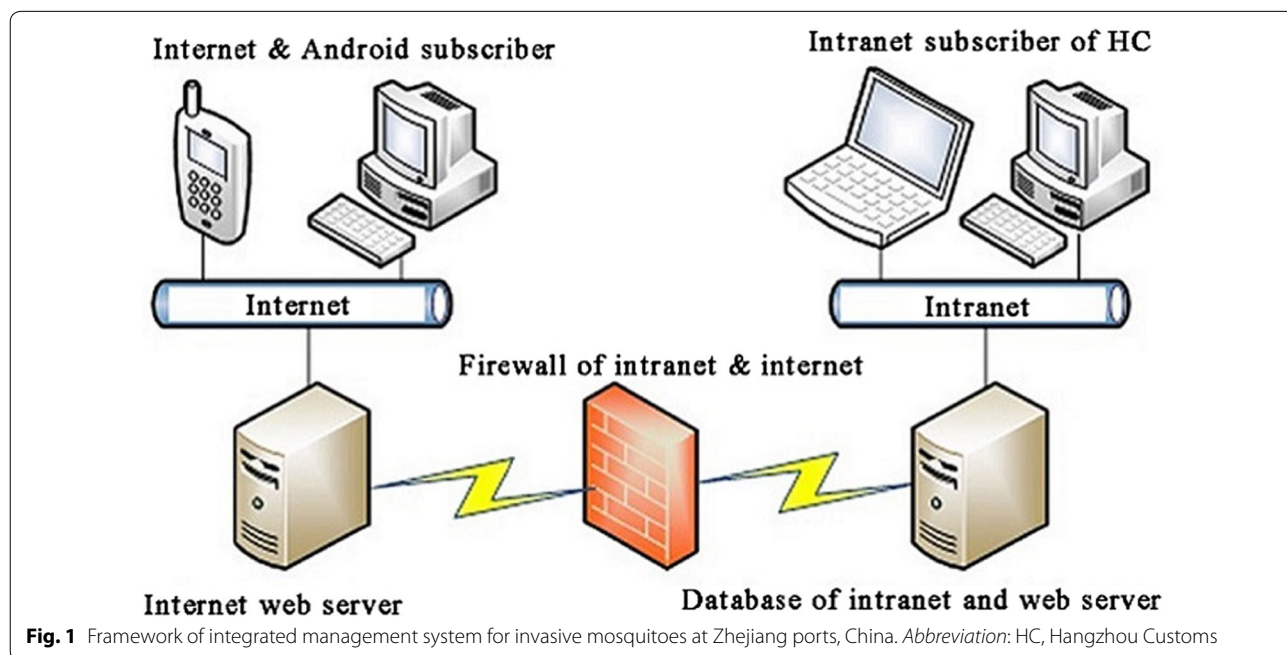 Internet & Android subscriber
Intranet subscriber of HC
Internet
Intranet
Firewall of intranet & internet
Internet web server
Database of intranet and web server
Fig. 1 Framework of integrated management system for invasive mosquitoes at Zhejiang ports, China. Abbreviation: HC, Hangzhou Customs